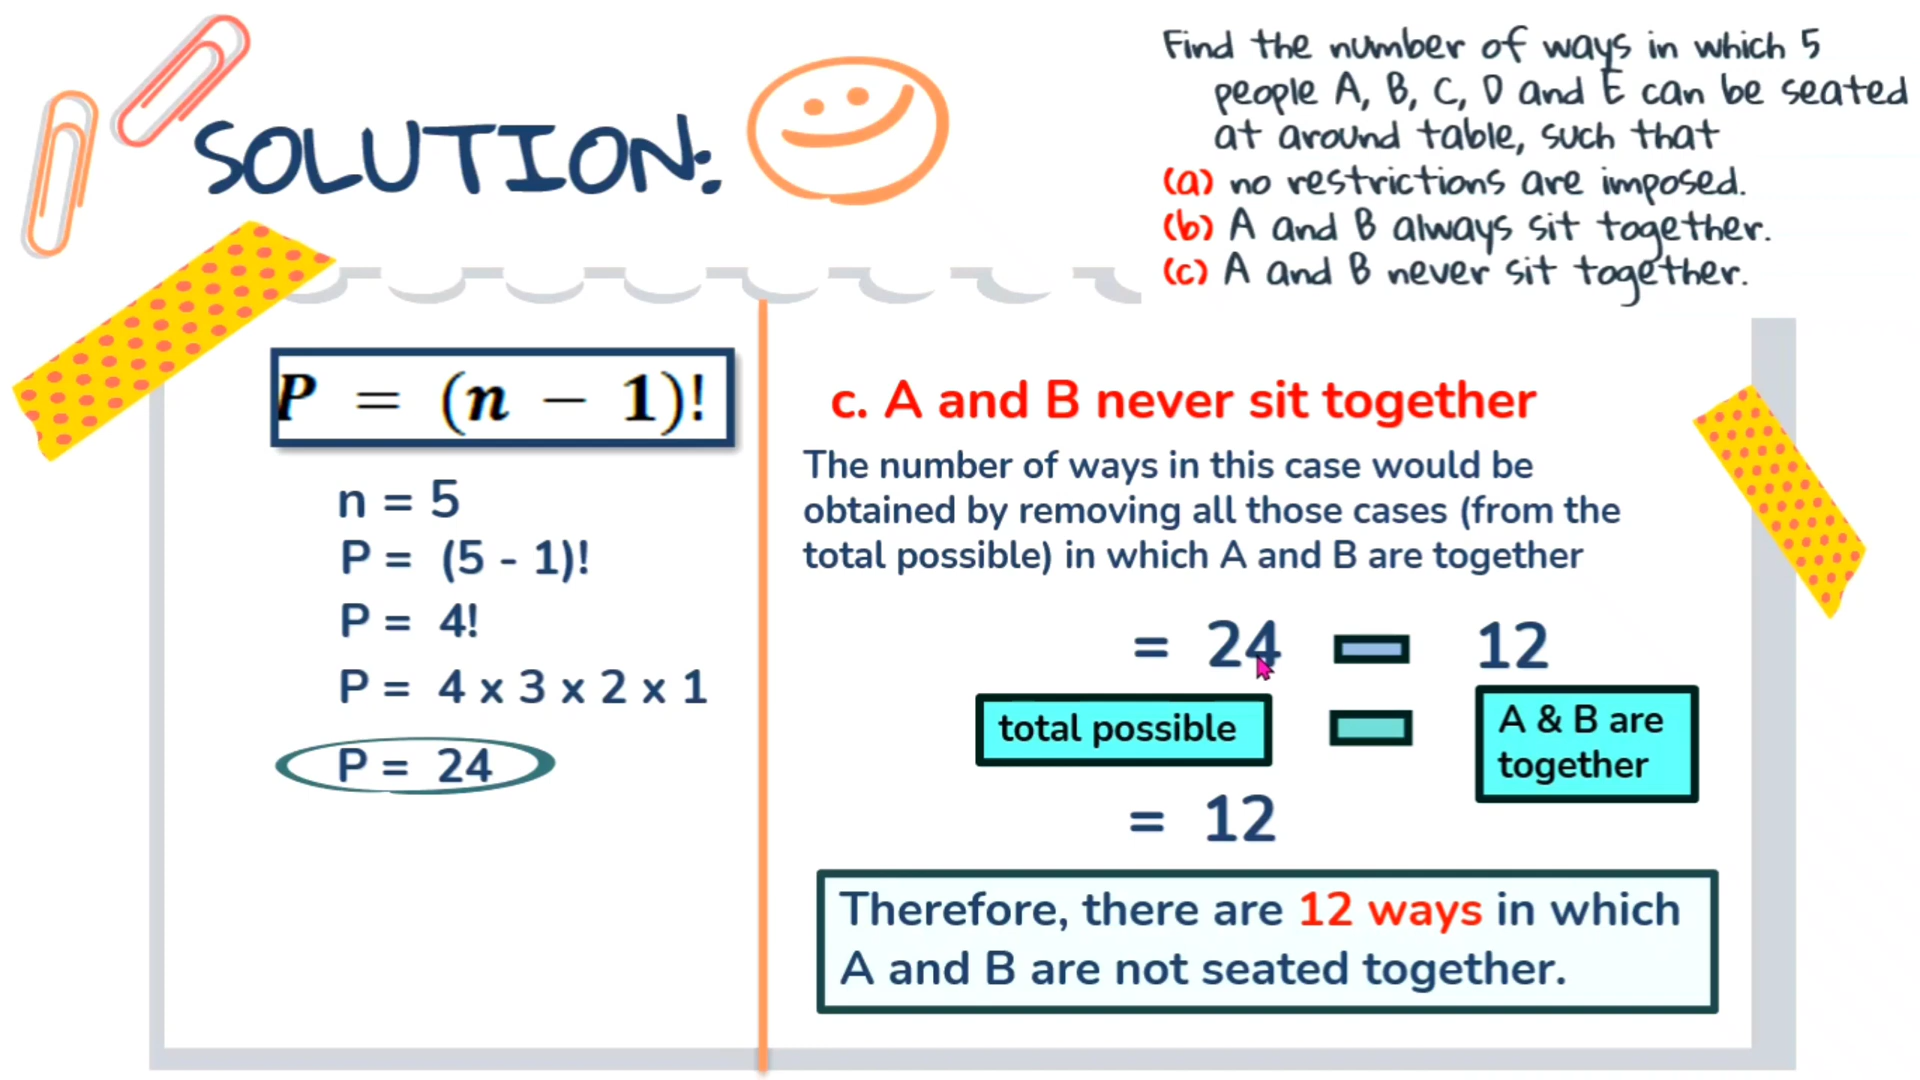 SOLUTION:
Find the number of ways in which 5
people A, B, C, D and E can be seated
at around table, such that
(a) no restrictions are imposed.
(b) A and B always sit together.
(c) A and B never sit together.
P = (n − 1)!
n = 5
P = (5 - 1)!
P = 4!
P = 4 x 3 x 2 x 1
P = 24
c. A and B never sit together
The number of ways in this case would be
obtained by removing all those cases (from the
total possible) in which A and B are together
= 24 − 12
total possible − A & B are
together
= 12
Therefore, there are 12 ways in which
A and B are not seated together.